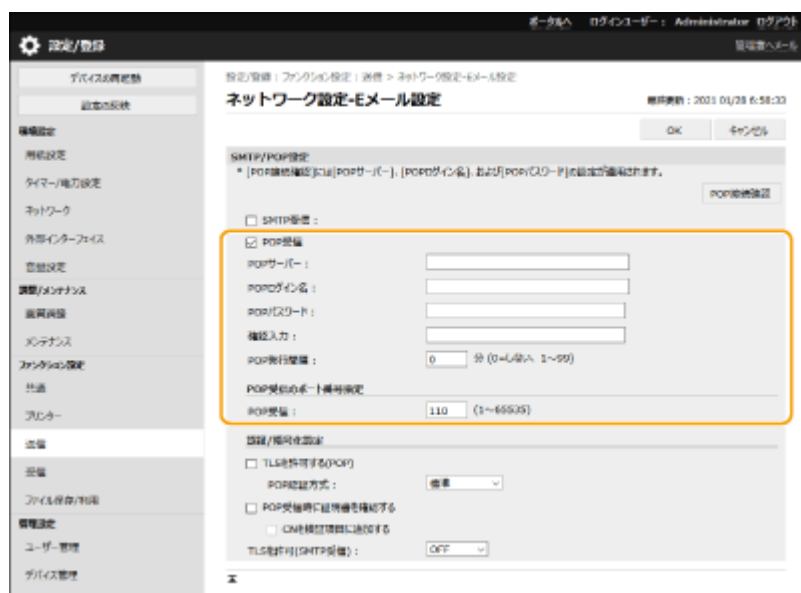 ポータルへ ログインユーザー： Administrator ログアウト
設定/登録
管理者へメール
デバイスの再起動
設定の反映
環境設定
用紙設定
タイマー/電力設定
ネットワーク
外部インターフェイス
音量設定
調整/メンテナンス
画質調整
メンテナンス
ファンクション設定
共通
プリンター
送信
受信
ファイル保存/利用
管理設定
ユーザー管理
デバイス管理
設定/登録：ファンクション設定：送信 > ネットワーク設定-Eメール設定
ネットワーク設定-Eメール設定
最終更新：2021 01/28 6:58:33
OK キャンセル
SMTP/POP設定
* [POP接続確認]には[POPサーバー]、[POPログイン名]、および[POPパスワード]の設定が適用されます。
POP接続確認
SMTP受信：
POP受信
POPサーバー：
POPログイン名：
POPパスワード：
確認入力：
POP発行間隔： 0 分 (0=しない、1～99)
POP受信のポート番号指定
POP受信： 110 (1～65535)
認証/暗号化設定
TLSを許可する(POP)
POP認証方式： 標準
POP受信時に証明書を確認する
CNを検証項目に追加する
TLSを許可(SMTP受信)： OFF